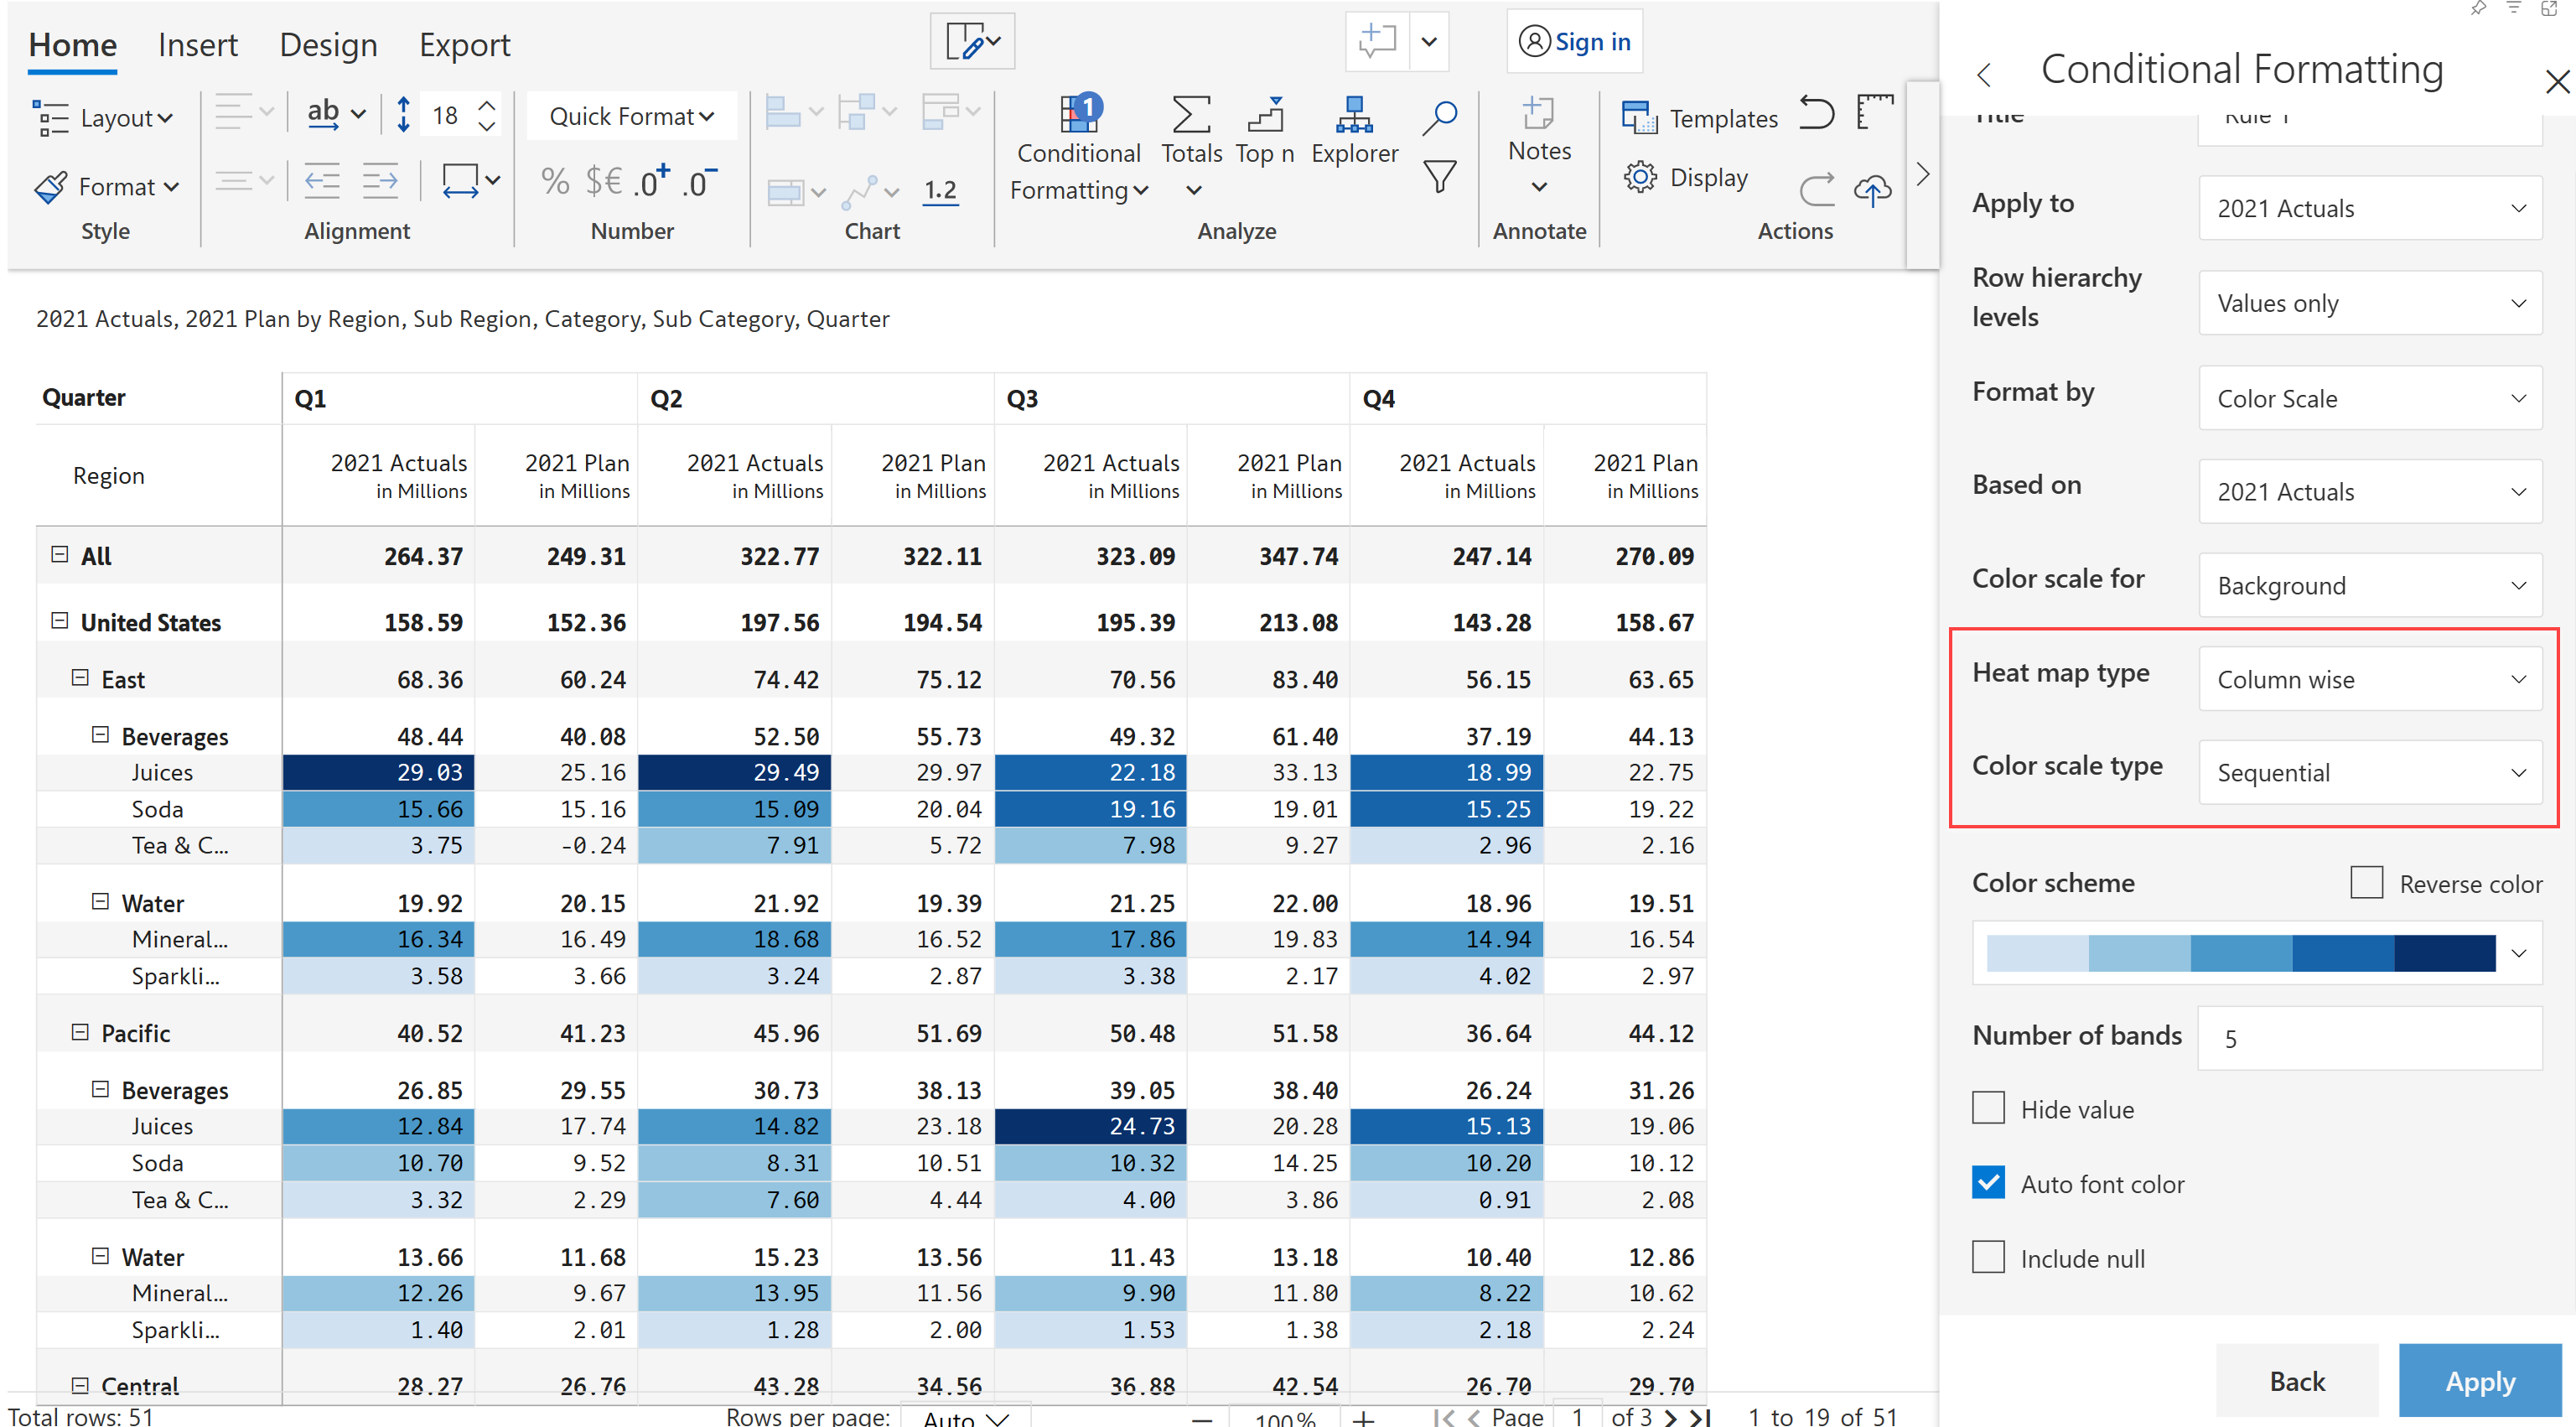 Home Insert Design Export Sign in
Layout ab 18 Quick Format Conditional Formatting 1 Totals Top n Explorer Notes Templates
Format % $€ .0+ .0- 1.2 Display
Style Alignment Number Chart Analyze Annotate Actions
2021 Actuals, 2021 Plan by Region, Sub Region, Category, Sub Category, Quarter
Quarter Q1 Q2 Q3 Q4
Region 2021 Actuals 2021 Plan 2021 Actuals 2021 Plan 2021 Actuals 2021 Plan 2021 Actuals 2021 Plan
in Millions in Millions in Millions in Millions in Millions in Millions in Millions in Millions
All 264.37 249.31 322.77 322.11 323.09 347.74 247.14 270.09
United States 158.59 152.36 197.56 194.54 195.39 213.08 143.28 158.67
East 68.36 60.24 74.42 75.12 70.56 83.40 56.15 63.65
Beverages 48.44 40.08 52.50 55.73 49.32 61.40 37.19 44.13
Juices 29.03 25.16 29.49 29.97 22.18 33.13 18.99 22.75
Soda 15.66 15.16 15.09 20.04 19.16 19.01 15.25 19.22
Tea & C... 3.75 -0.24 7.91 5.72 7.98 9.27 2.96 2.16
Water 19.92 20.15 21.92 19.39 21.25 22.00 18.96 19.51
Mineral... 16.34 16.49 18.68 16.52 17.86 19.83 14.94 16.54
Sparkli... 3.58 3.66 3.24 2.87 3.38 2.17 4.02 2.97
Pacific 40.52 41.23 45.96 51.69 50.48 51.58 36.64 44.12
Beverages 26.85 29.55 30.73 38.13 39.05 38.40 26.24 31.26
Juices 12.84 17.74 14.82 23.18 24.73 20.28 15.13 19.06
Soda 10.70 9.52 8.31 10.51 10.32 14.25 10.20 10.12
Tea & C... 3.32 2.29 7.60 4.44 4.00 3.86 0.91 2.08
Water 13.66 11.68 15.23 13.56 11.43 13.18 10.40 12.86
Mineral... 12.26 9.67 13.95 11.56 9.90 11.80 8.22 10.62
Sparkli... 1.40 2.01 1.28 2.00 1.53 1.38 2.18 2.24
Central 28.27 26.76 43.28 34.56 36.88 42.54 26.70 29.70
Total rows: 51 Rows per page: Auto 100% Page 1 of 3 1 to 19 of 51
Conditional Formatting
Title Rule 1
Apply to 2021 Actuals
Row hierarchy levels Values only
Format by Color Scale
Based on 2021 Actuals
Color scale for Background
Heat map type Column wise
Color scale type Sequential
Color scheme Reverse color
Number of bands 5
Hide value
Auto font color
Include null
Back Apply